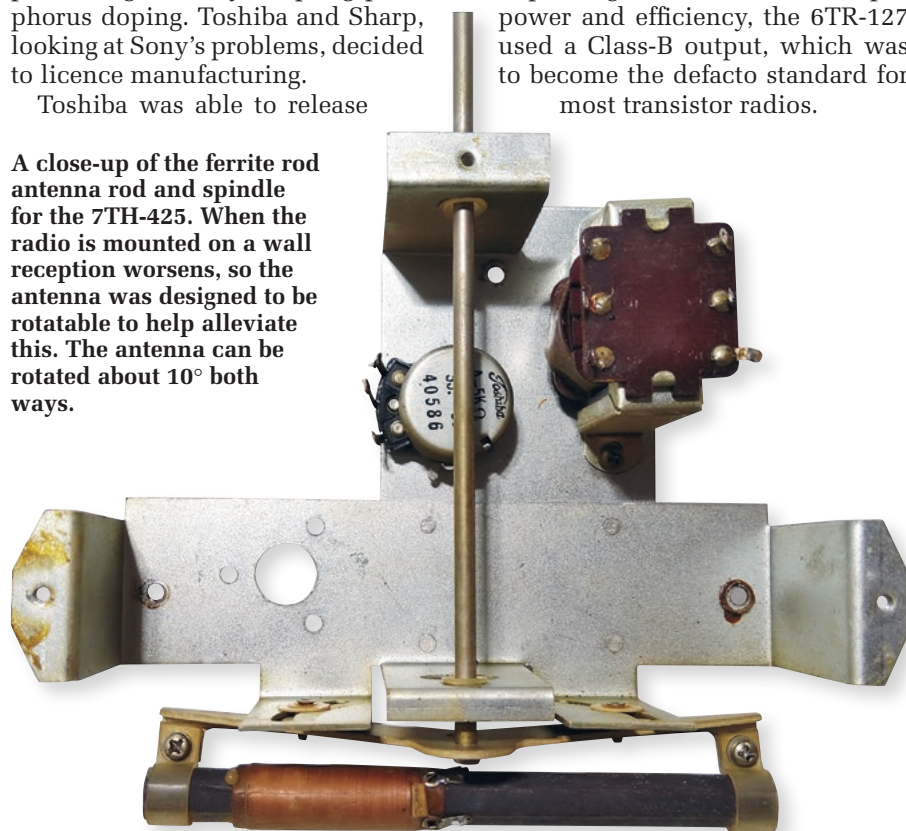 phorus doping. Toshiba and Sharp,
looking at Sony’s problems, decided
to licence manufacturing.
Toshiba was able to release
power and efficiency, the 6TR-127
used a Class-B output, which was
to become the defacto standard for
most transistor radios.
A close-up of the ferrite rod
antenna rod and spindle
for the 7TH-425. When the
radio is mounted on a wall
reception worsens, so the
antenna was designed to be
rotatable to help alleviate
this. The antenna can be
rotated about 10° both
ways.
Toshiba
40586